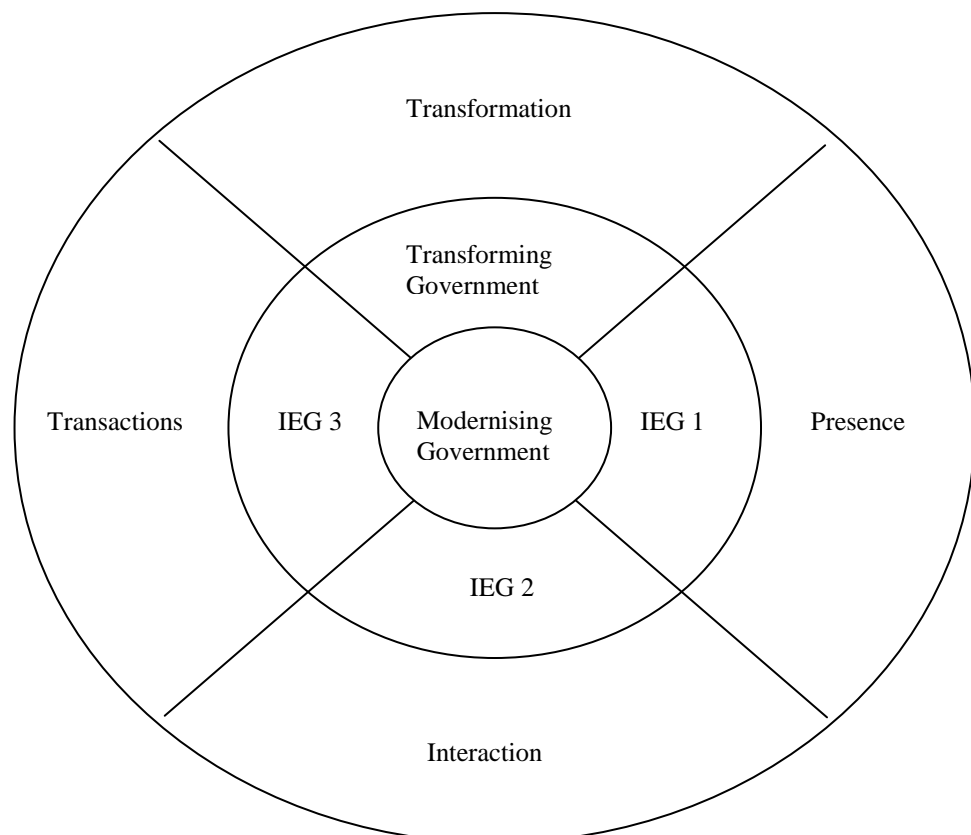 Transformation
Transforming
Government
Transactions
IEG 3
Modernising
Government
IEG 1
Presence
IEG 2
Interaction